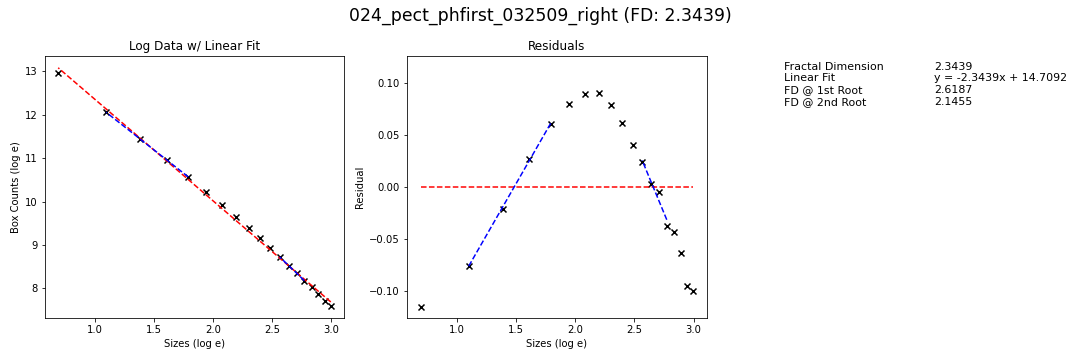 024_pect_phfirst_032509_right (FD: 2.3439)
Log Data w/ Linear Fit
Box Counts (log e)
13
12
11
10
9
8
1.0 1.5 2.0 2.5 3.0
Sizes (log e)
Residuals
Residual
0.10
0.05
0.00
−0.05
−0.10
1.0 1.5 2.0 2.5 3.0
Sizes (log e)
Fractal Dimension 2.3439
Linear Fit y = -2.3439x + 14.7092
FD @ 1st Root 2.6187
FD @ 2nd Root 2.1455